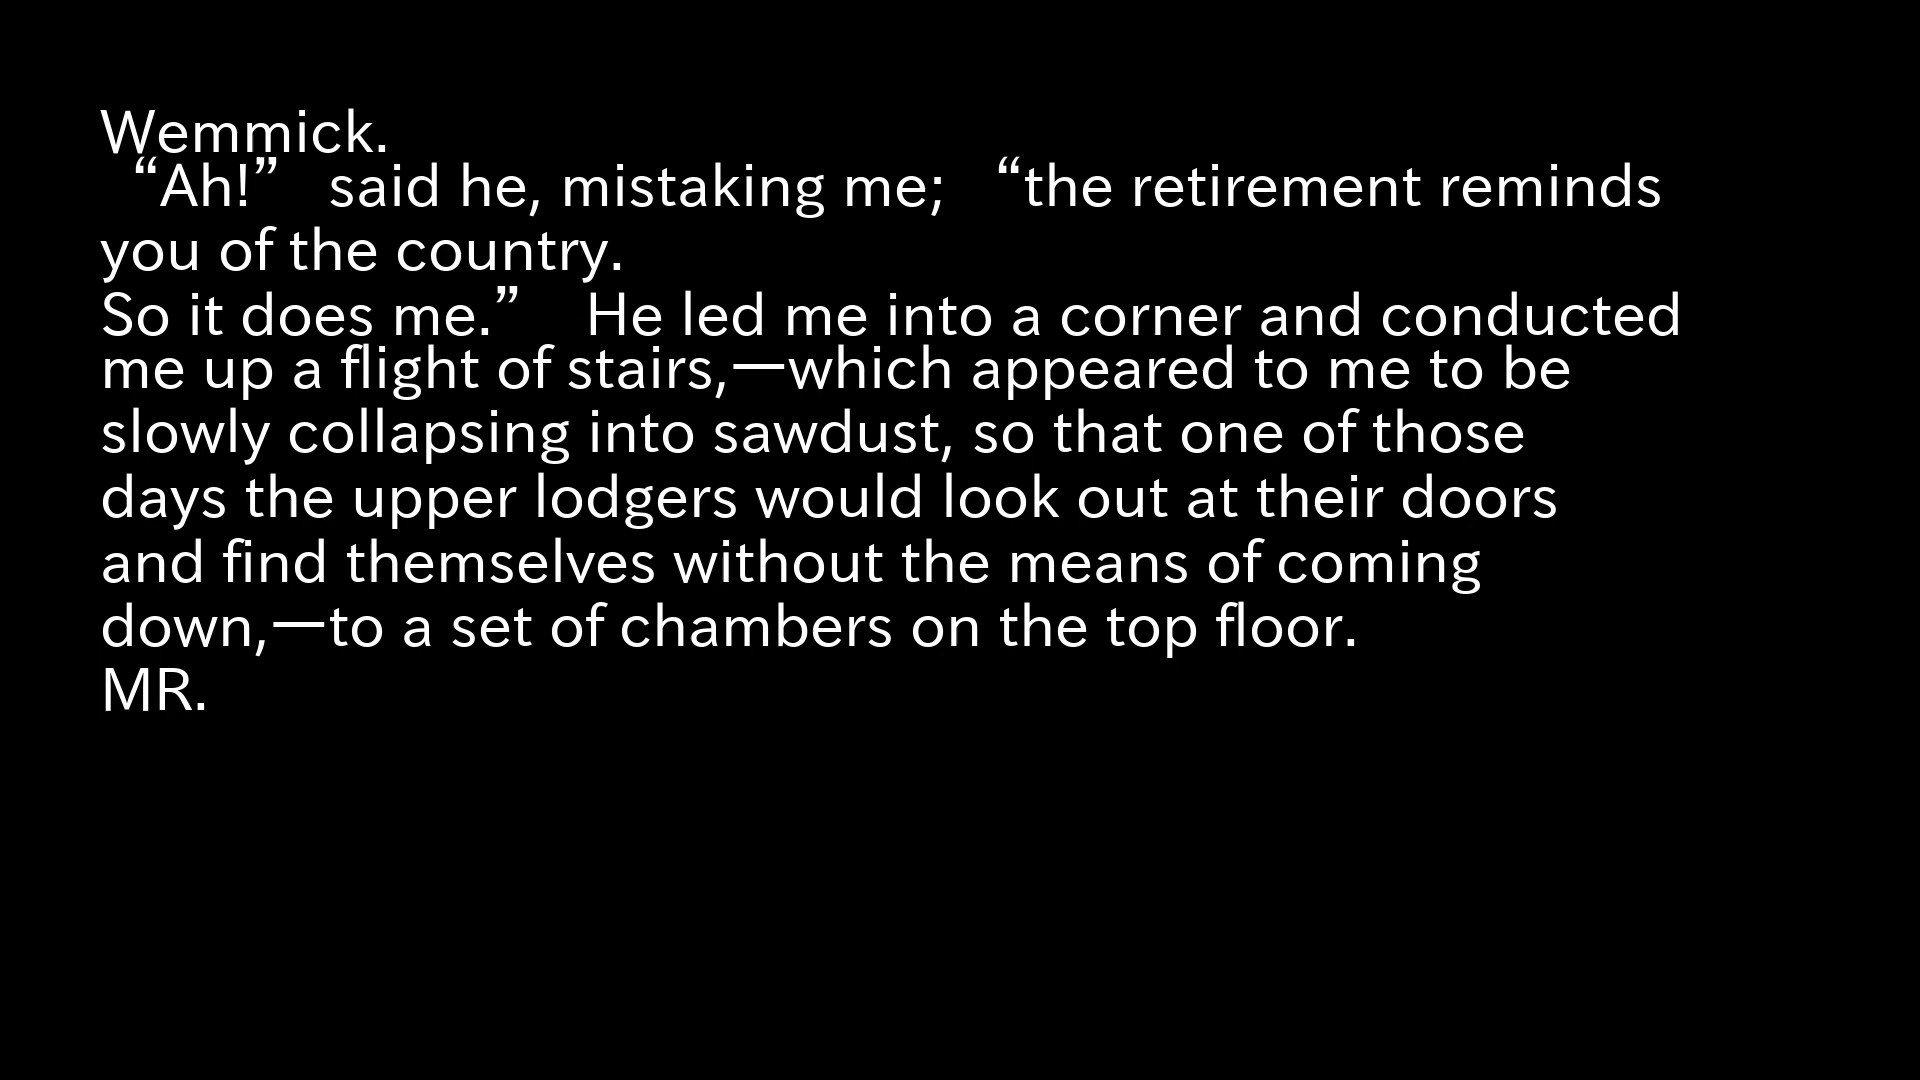 Wemmick.
“Ah!” said he, mistaking me; “the retirement reminds
you of the country.
So it does me.” He led me into a corner and conducted
me up a flight of stairs,—which appeared to me to be
slowly collapsing into sawdust, so that one of those
days the upper lodgers would look out at their doors
and find themselves without the means of coming
down,—to a set of chambers on the top floor.
MR.